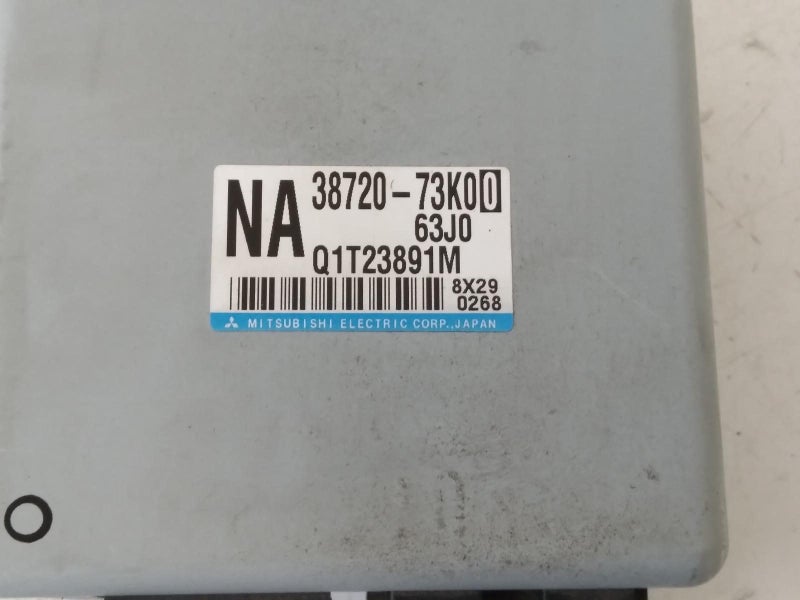 NA 38720-73K00
63J0
Q1T23891M
8X29
0268
MITSUBISHI ELECTRIC CORP., JAPAN